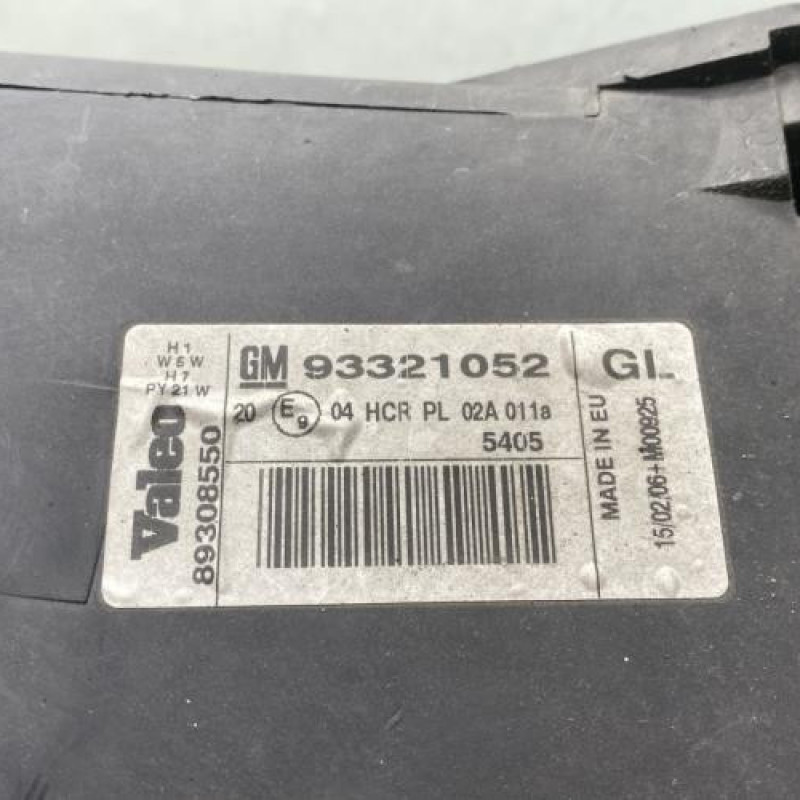 H1
W5W
H7
PY21W
Valeo
89308550
GM 93321052
20 E9 04 HCR PL 02A 011a
5405
GL
MADE IN EU
15/02/06+M00925